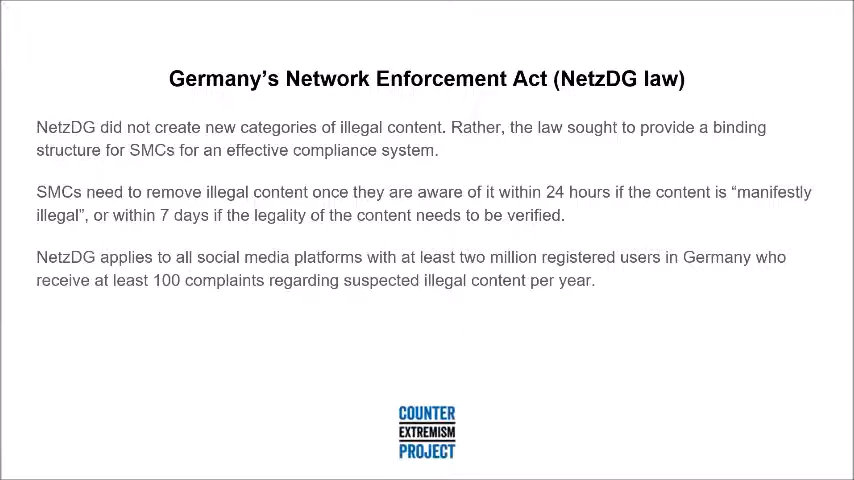 Germany's Network Enforcement Act (NetzDG law)
NetzDG did not create new categories of illegal content. Rather, the law sought to provide a binding
structure for SMCs for an effective compliance system.
SMCs need to remove illegal content once they are aware of it within 24 hours if the content is “manifestly
illegal”, or within 7 days if the legality of the content needs to be verified.
NetzDG applies to all social media platforms with at least two million registered users in Germany who
receive at least 100 complaints regarding suspected illegal content per year.
COUNTER
EXTREMISM
PROJECT